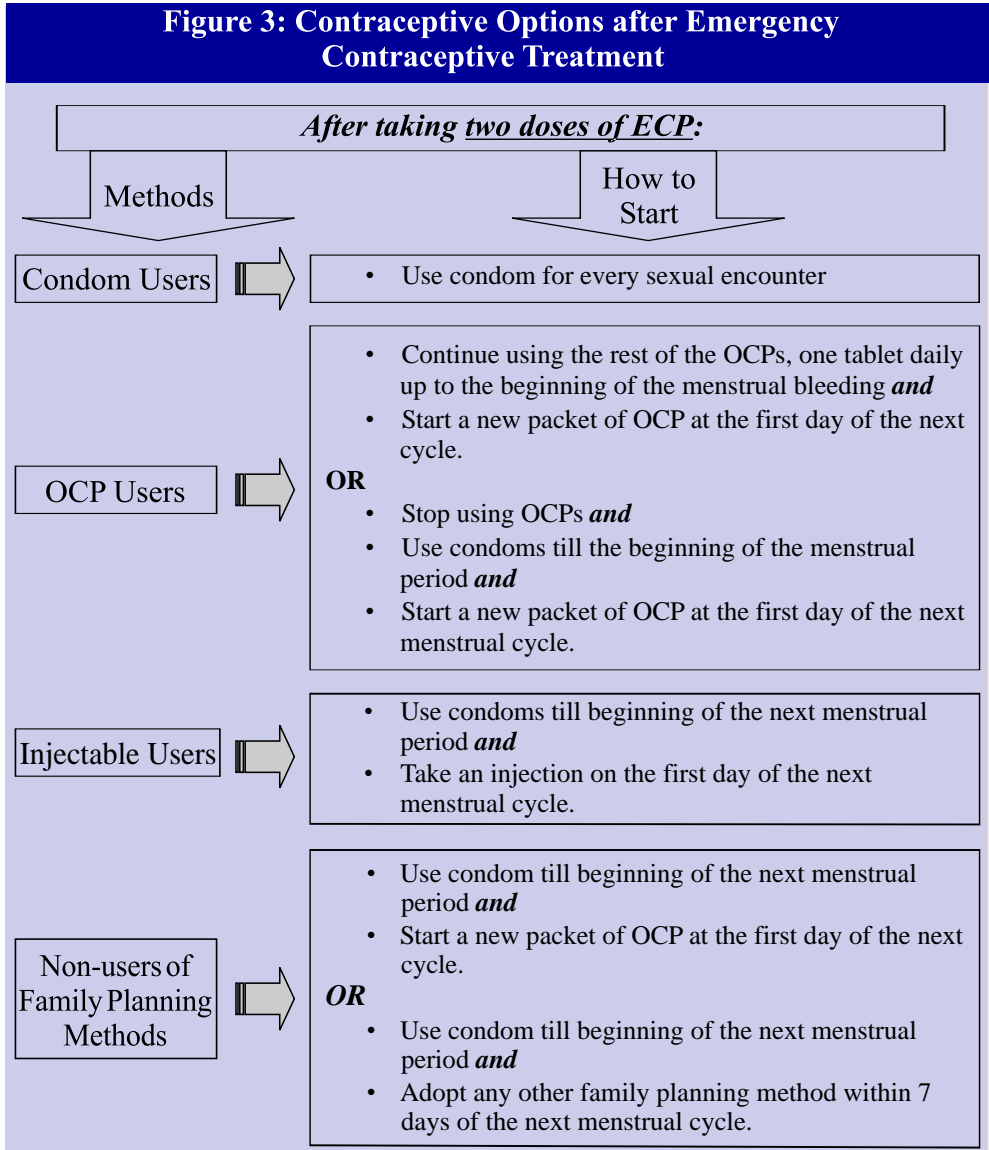 Figure 3: Contraceptive Options after Emergency
Contraceptive Treatment
After taking two doses of ECP:
Methods
How to
Start
Condom Users
• Use condom for every sexual encounter
OCP Users
• Continue using the rest of the OCPs, one tablet daily
up to the beginning of the menstrual bleeding and
• Start a new packet of OCP at the first day of the next
cycle.
OR
• Stop using OCPs and
• Use condoms till the beginning of the menstrual
period and
• Start a new packet of OCP at the first day of the next
menstrual cycle.
Injectable Users
• Use condoms till beginning of the next menstrual
period and
• Take an injection on the first day of the next
menstrual cycle.
Non-users of
Family Planning
Methods
• Use condom till beginning of the next menstrual
period and
• Start a new packet of OCP at the first day of the next
cycle.
OR
• Use condom till beginning of the next menstrual
period and
• Adopt any other family planning method within 7
days of the next menstrual cycle.